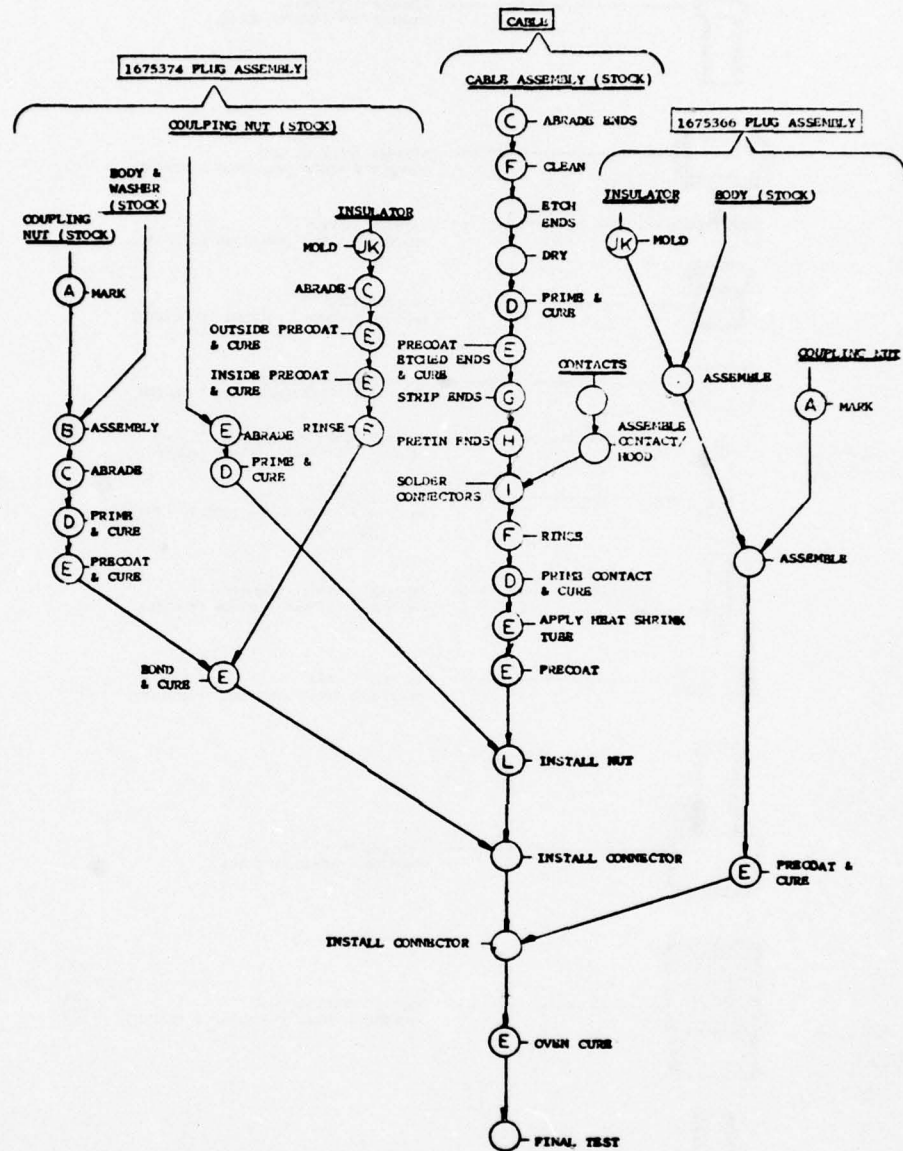 CABLE
1675374 PLUG ASSEMBLY
CABLE ASSEMBLY (STOCK)
COULPING NUT (STOCK)
C ABRADE ENDS
1675366 PLUG ASSEMBLY
F CLEAN
BODY &
WASHER
(STOCK)
COUPLING
NUT (STOCK)
INSULATOR
ETCH
ENDS
INSULATOR
BODY (STOCK)
MOLD JK
JK MOLD
DRY
A MARK
ABRADE C
D PRIME &
CURE
OUTSIDE PRECOAT
& CURE
E
PRECOAT
ETCHED ENDS
& CURE
E
CONTACTS
COUPLING NUT
INSIDE PRECOAT
& CURE
E
STRIP ENDS G
ASSEMBLE
A MARK
B ASSEMBLY
E ABRADE
RINSE F
PRETIN ENDS H
ASSEMBLE
CONTACT/
HOOD
C ABRADE
D PRIME &
CURE
SOLDER
CONNECTORS
I
D PRIME
& CURE
F RINSE
E PRECOAT
& CURE
ASSEMBLE
D PRIME CONTACT
& CURE
E APPLY HEAT SHRINK
TUBE
BOND
& CURE
E
E PRECOAT
L INSTALL NUT
INSTALL CONNECTOR
E PRECOAT &
CURE
INSTALL CONNECTOR
E OVEN CURE
FINAL TEST